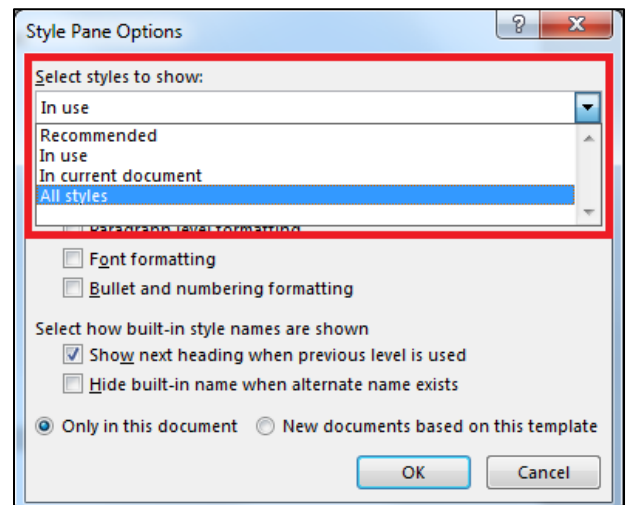 Style Pane Options
Select styles to show:
In use
Recommended
In use
In current document
All styles
Paragraph level formatting
Font formatting
Bullet and numbering formatting
Select how built-in style names are shown
Show next heading when previous level is used
Hide built-in name when alternate name exists
Only in this document New documents based on this template
OK Cancel